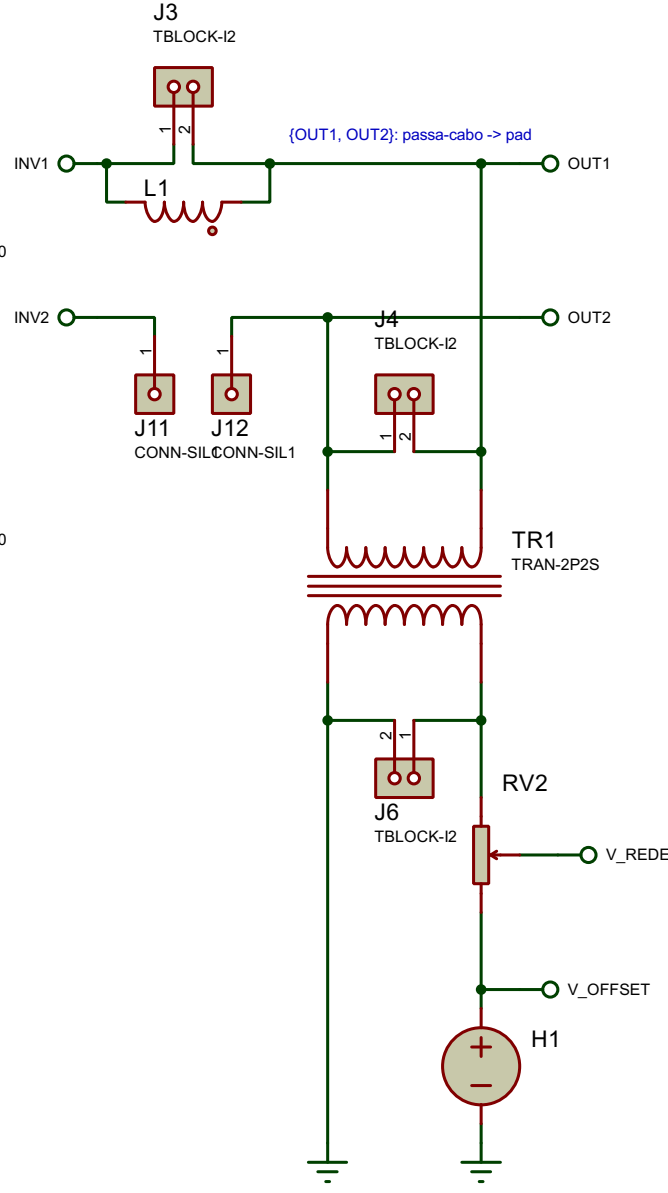 J3
TBLOCK-I2
1
2
{OUT1, OUT2}: passa-cabo -> pad
INV1
OUT1
L1
0
INV2
OUT2
J4
TBLOCK-I2
1
1
1
2
J11
CONN-SIL1
J12
CONN-SIL1
0
TR1
TRAN-2P2S
2
1
J6
TBLOCK-I2
RV2
V_REDE
V_OFFSET
H1